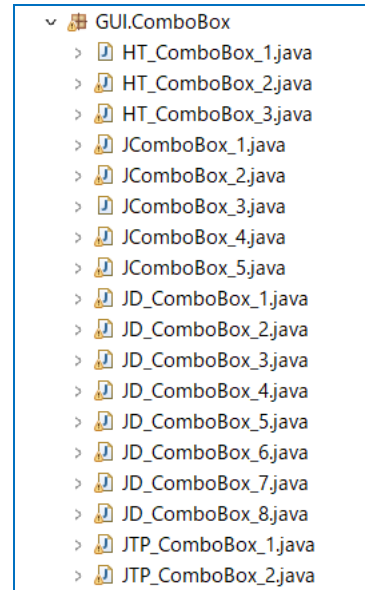 GUI.ComboBox
HT_ComboBox_1.java
HT_ComboBox_2.java
HT_ComboBox_3.java
JComboBox_1.java
JComboBox_2.java
JComboBox_3.java
JComboBox_4.java
JComboBox_5.java
JD_ComboBox_1.java
JD_ComboBox_2.java
JD_ComboBox_3.java
JD_ComboBox_4.java
JD_ComboBox_5.java
JD_ComboBox_6.java
JD_ComboBox_7.java
JD_ComboBox_8.java
JTP_ComboBox_1.java
JTP_ComboBox_2.java